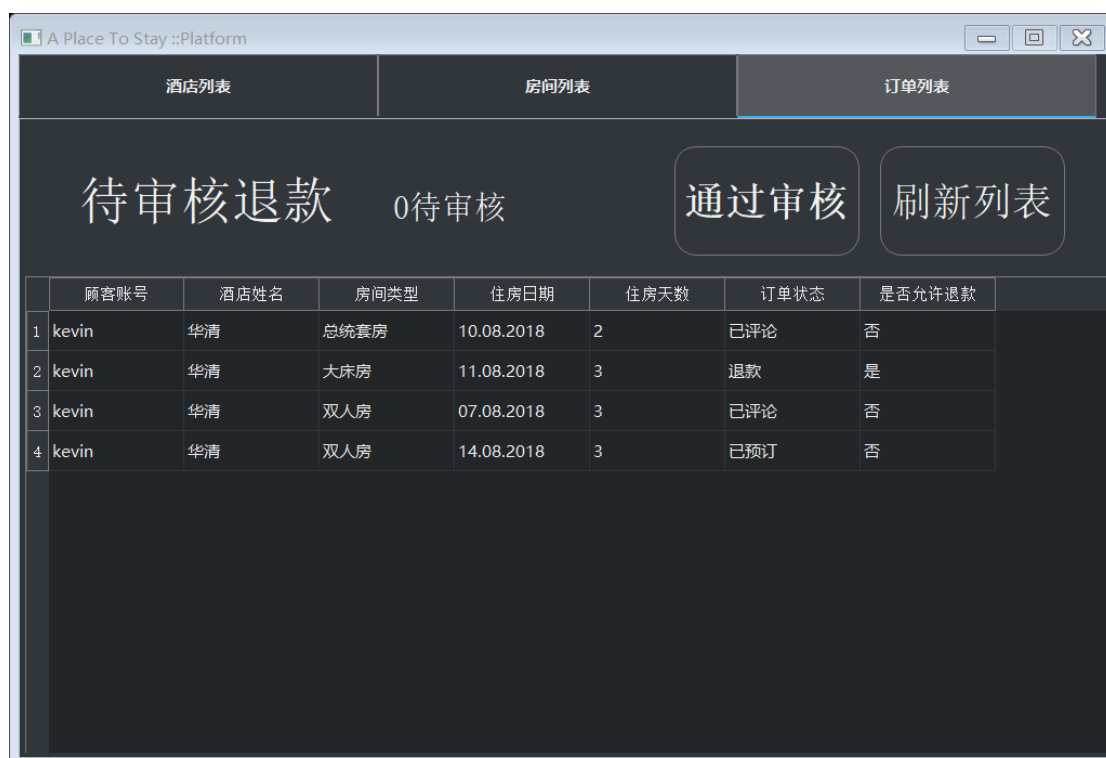 A Place To Stay ::Platform
酒店列表 房间列表 订单列表
待审核退款 0待审核 通过审核 刷新列表
顾客账号 酒店姓名 房间类型 住房日期 住房天数 订单状态 是否允许退款
1 kevin 华清 总统套房 10.08.2018 2 已评论 否
2 kevin 华清 大床房 11.08.2018 3 退款 是
3 kevin 华清 双人房 07.08.2018 3 已评论 否
4 kevin 华清 双人房 14.08.2018 3 已预订 否